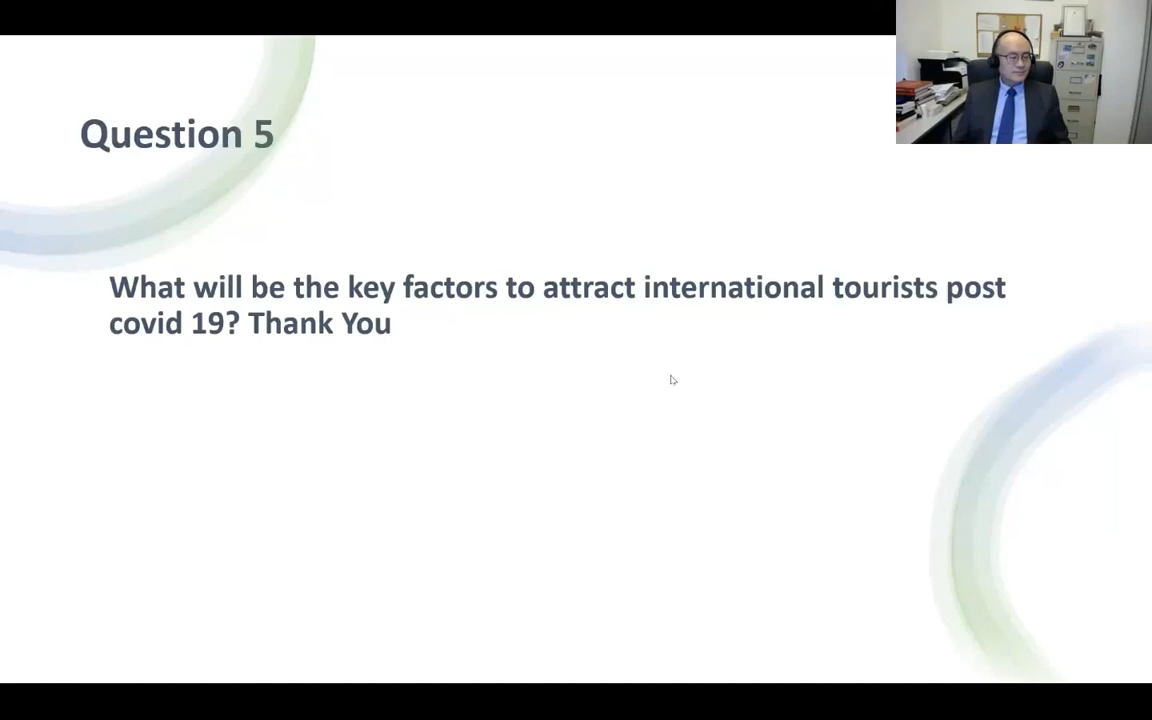 Question 5
What will be the key factors to attract international tourists post
covid 19? Thank You